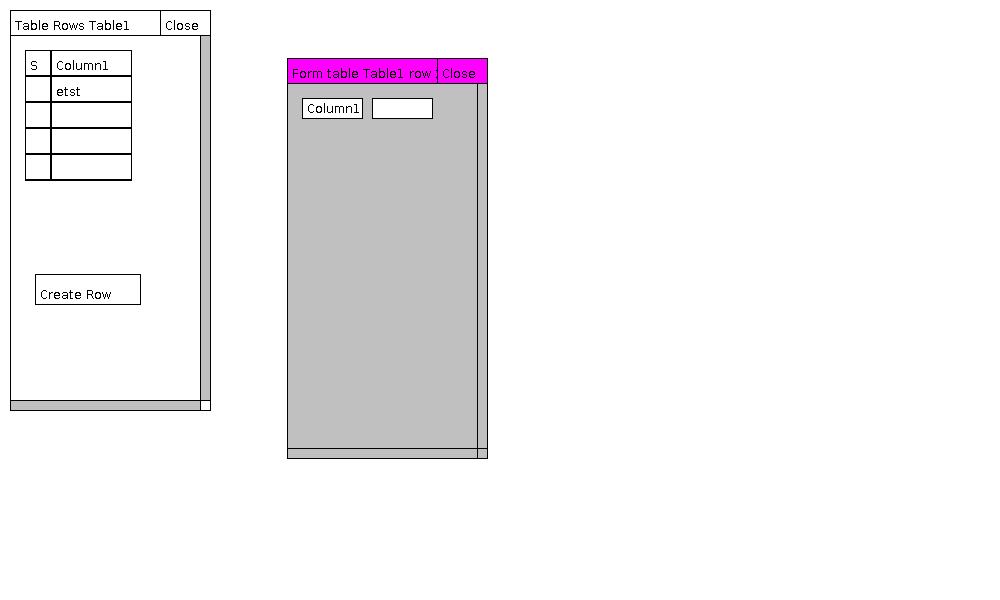 Table Rows Table1
Close
S
Column1
etst
Create Row
Form table Table1 row
Close
Column1